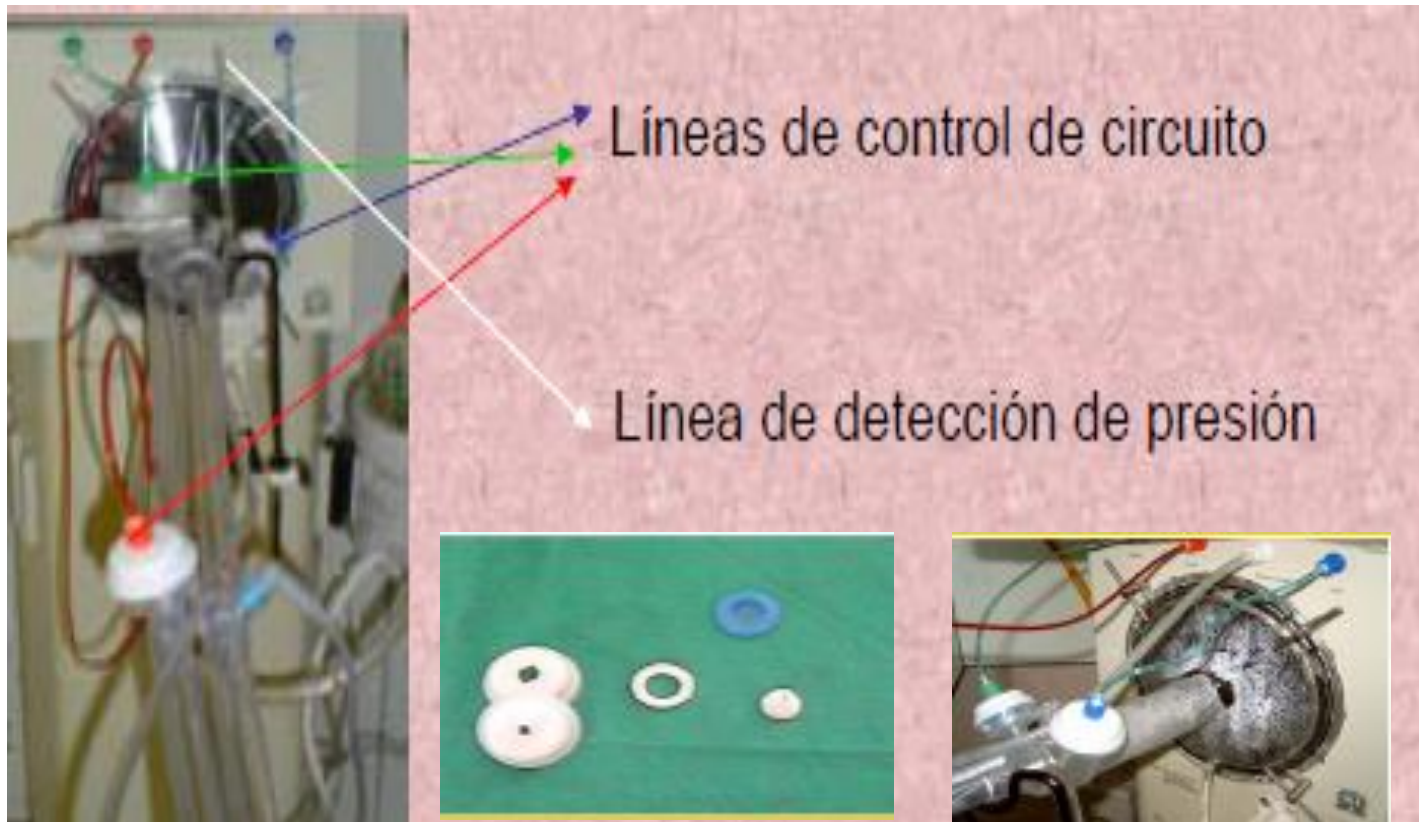 Líneas de control de circuito
Línea de detección de presión